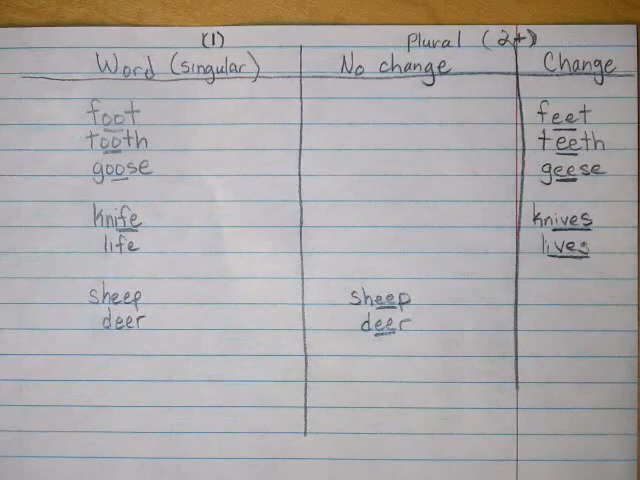 (1) Plural (2+)
Word (singular) No change Change
foot feet
tooth teeth
goose geese
knife knives
life lives
sheep sheep
deer deer